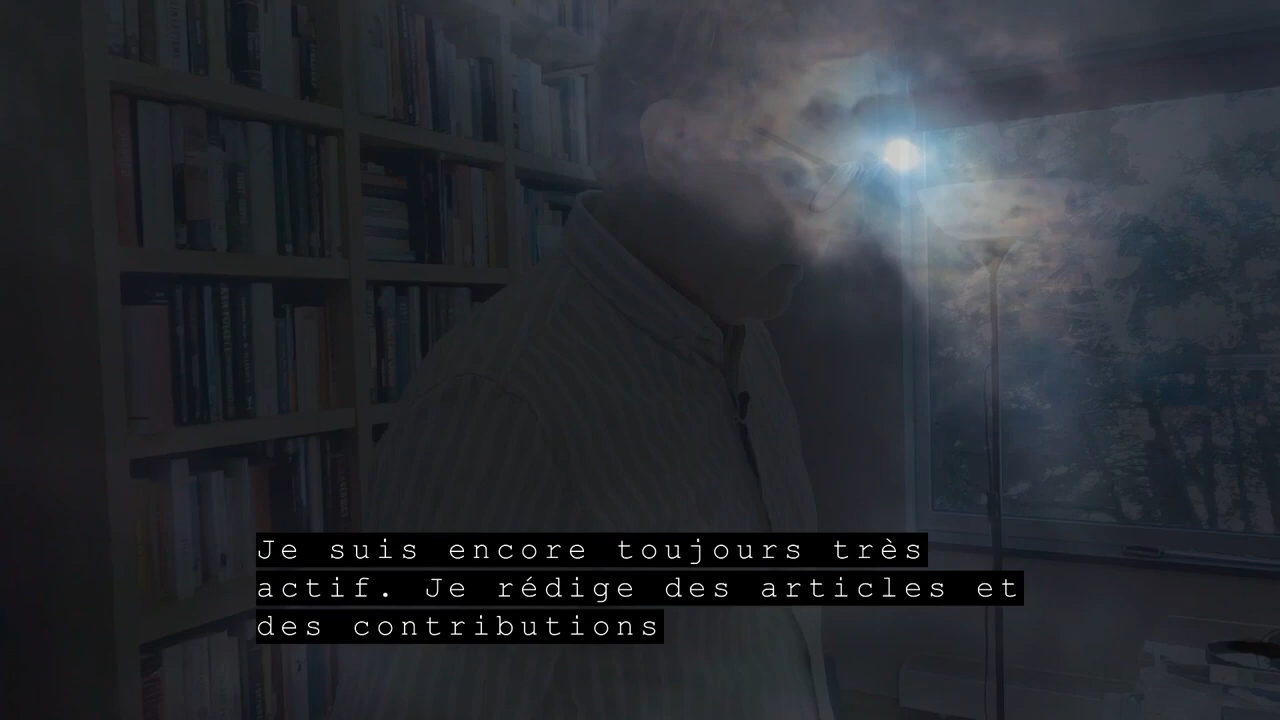 Je suis encore toujours très
actif. Je rédige des articles et
des contributions